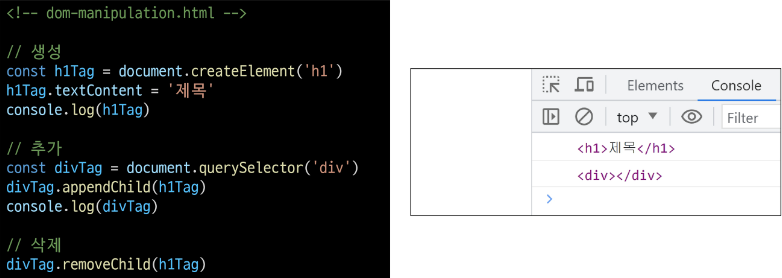 <!-- dom-manipulation.html -->
// 생성
const h1Tag = document.createElement('h1')
h1Tag.textContent = '제목'
console.log(h1Tag)
// 추가
const divTag = document.querySelector('div')
divTag.appendChild(h1Tag)
console.log(divTag)
// 삭제
divTag.removeChild(h1Tag)
Elements Console
top Filter
<h1>제목</h1>
<div></div>